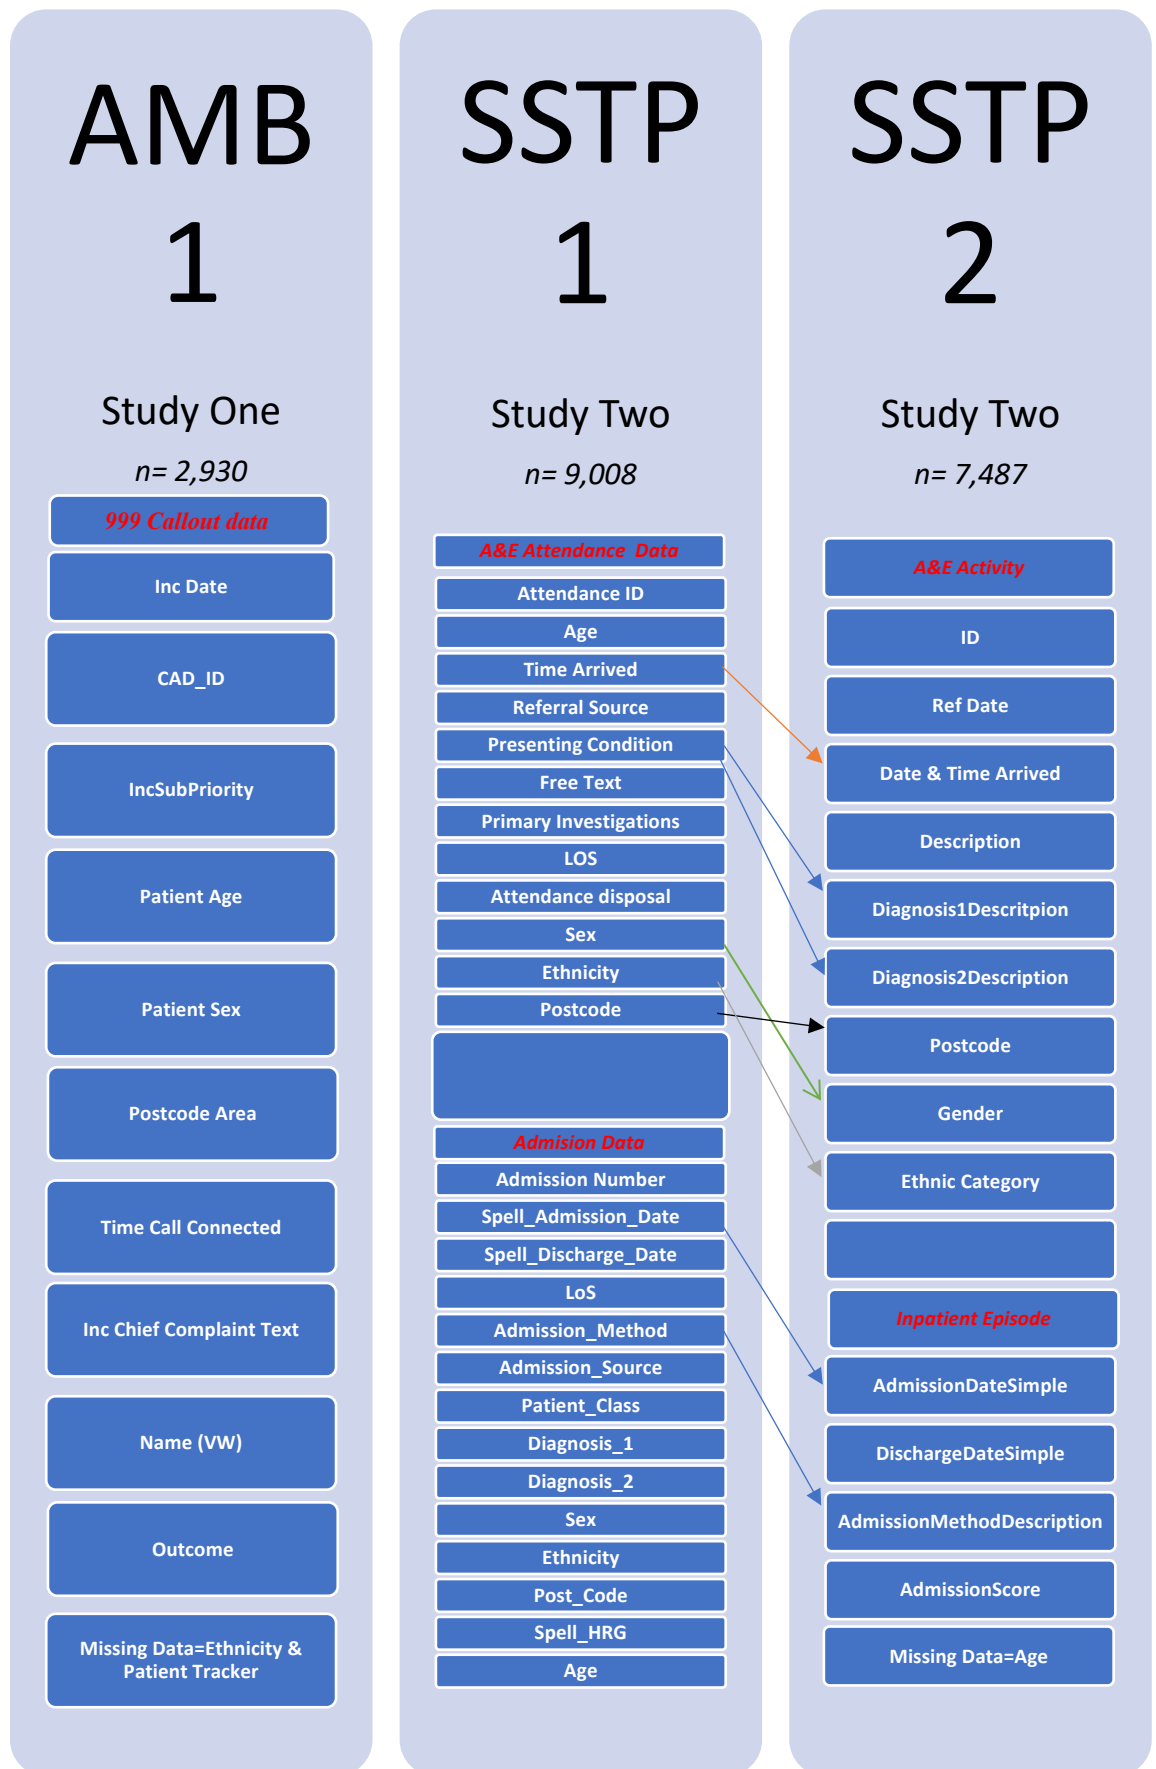 AMB
1
Study One
n= 2,930
999 Callout data
Inc Date
CAD_ID
IncSubPriority
Patient Age
Patient Sex
Postcode Area
Time Call Connected
Inc Chief Complaint Text
Name (VW)
Outcome
Missing Data=Ethnicity &
Patient Tracker
SSTP
1
Study Two
n= 9,008
A&E Attendance Data
Attendance ID
Age
Time Arrived
Referral Source
Presenting Condition
Free Text
Primary Investigations
LOS
Attendance disposal
Sex
Ethnicity
Postcode
Admision Data
Admission Number
Spell_Admission_Date
Spell_Discharge_Date
LoS
Admission_Method
Admission_Source
Patient_Class
Diagnosis_1
Diagnosis_2
Sex
Ethnicity
Post_Code
Spell_HRG
Age
SSTP
2
Study Two
n= 7,487
A&E Activity
ID
Ref Date
Date & Time Arrived
Description
Diagnosis1Descritpion
Diagnosis2Description
Postcode
Gender
Ethnic Category
Inpatient Episode
AdmissionDateSimple
DischargeDateSimple
AdmissionMethodDescription
AdmissionScore
Missing Data=Age